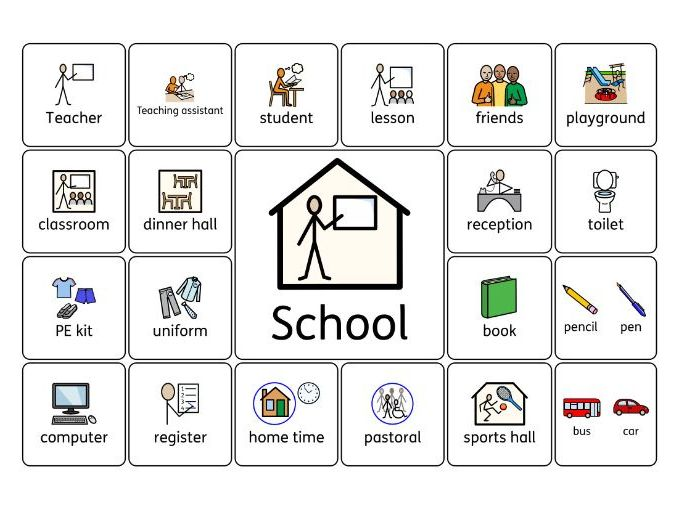 Teacher
Teaching assistant
student
lesson
friends
playground
classroom
dinner hall
School
reception
toilet
PE kit
uniform
book
pencil
pen
computer
register
home time
pastoral
sports hall
bus
car